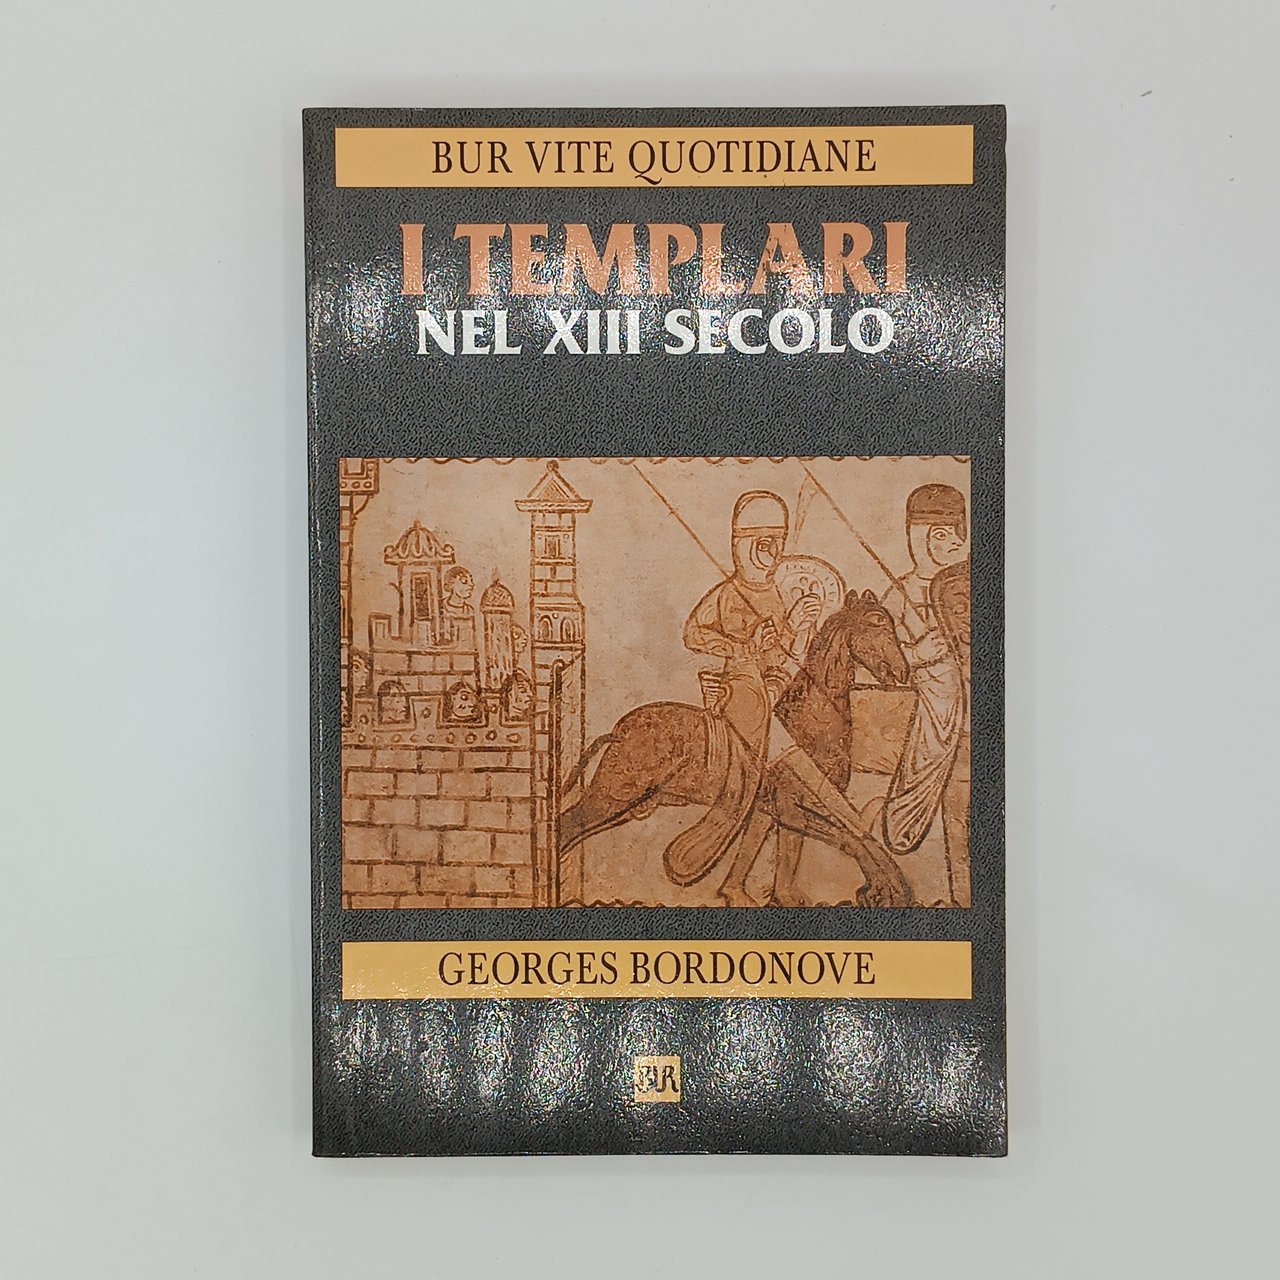 BUR VITE QUOTIDIANE
I TEMPLARI
NEL XIII SECOLO
GEORGES BORDONOVE
BUR